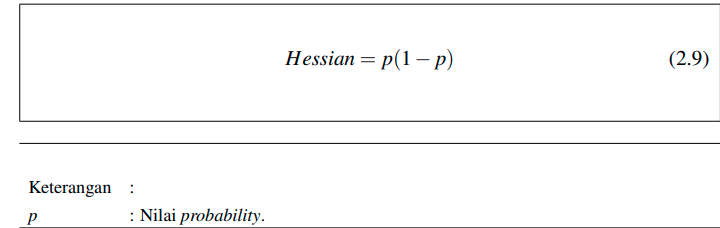 Hessian = p(1 − p) (2.9)
Keterangan :
p : Nilai probability.